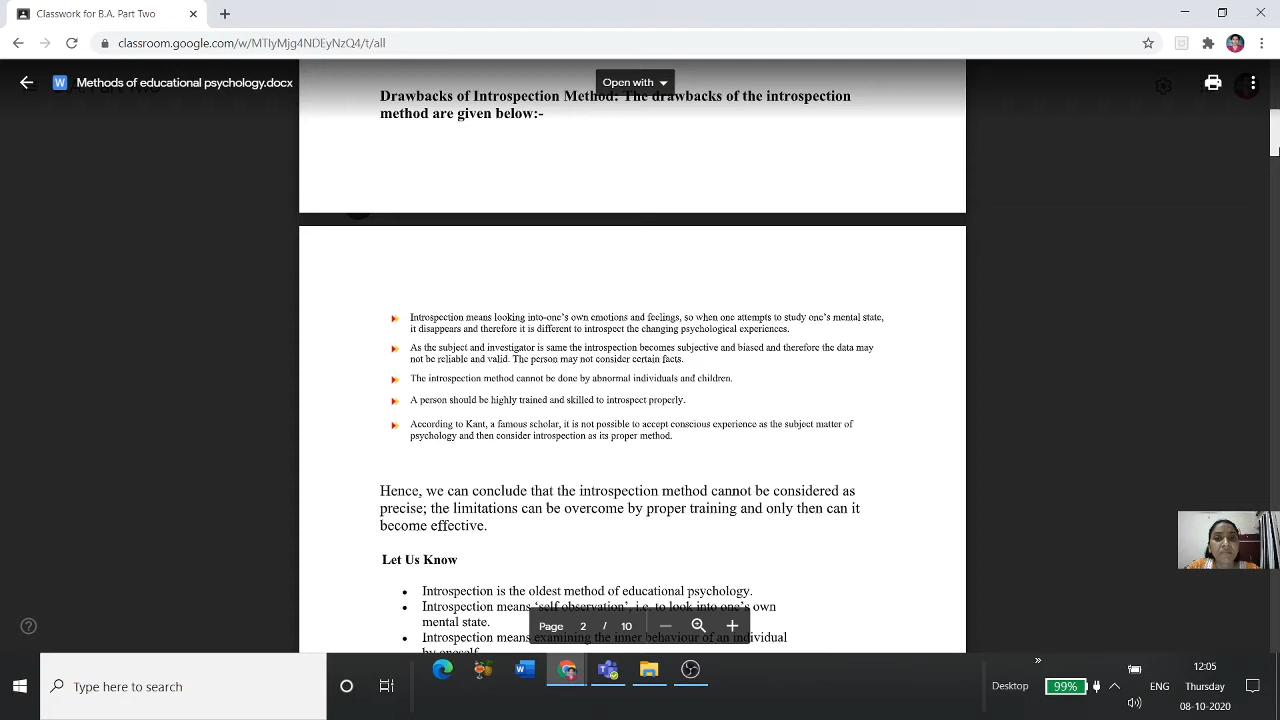 Classwork for B.A. Part Two
classroom.google.com/w/MTIyMjg4NDEyNzQ4/t/all
Methods of educational psychology.docx
Open with
Drawbacks of Introspection Method: The drawbacks of the introspection
method are given below:-
Introspection means looking into-one's own emotions and feelings, so when one attempts to study one's mental state,
it disappears and therefore it is different to introspect the changing psychological experiences.
As the subject and investigator is same the introspection becomes subjective and biased and therefore the data may
not be reliable and valid. The person may not consider certain facts.
The introspection method cannot be done by abnormal individuals and children.
A person should be highly trained and skilled to introspect properly.
According to Kant, a famous scholar, it is not possible to accept conscious experience as the subject matter of
psychology and then consider introspection as its proper method.
Hence, we can conclude that the introspection method cannot be considered as
precise; the limitations can be overcome by proper training and only then can it
become effective.
Let Us Know
• Introspection is the oldest method of educational psychology.
• Introspection means 'self observation', i.e. to look into one's own
mental state.
• Introspection means examining the inner behaviour of an individual
by oneself.
Page 2 / 10
Type here to search
Desktop
99%
ENG
12:05
Thursday
08-10-2020